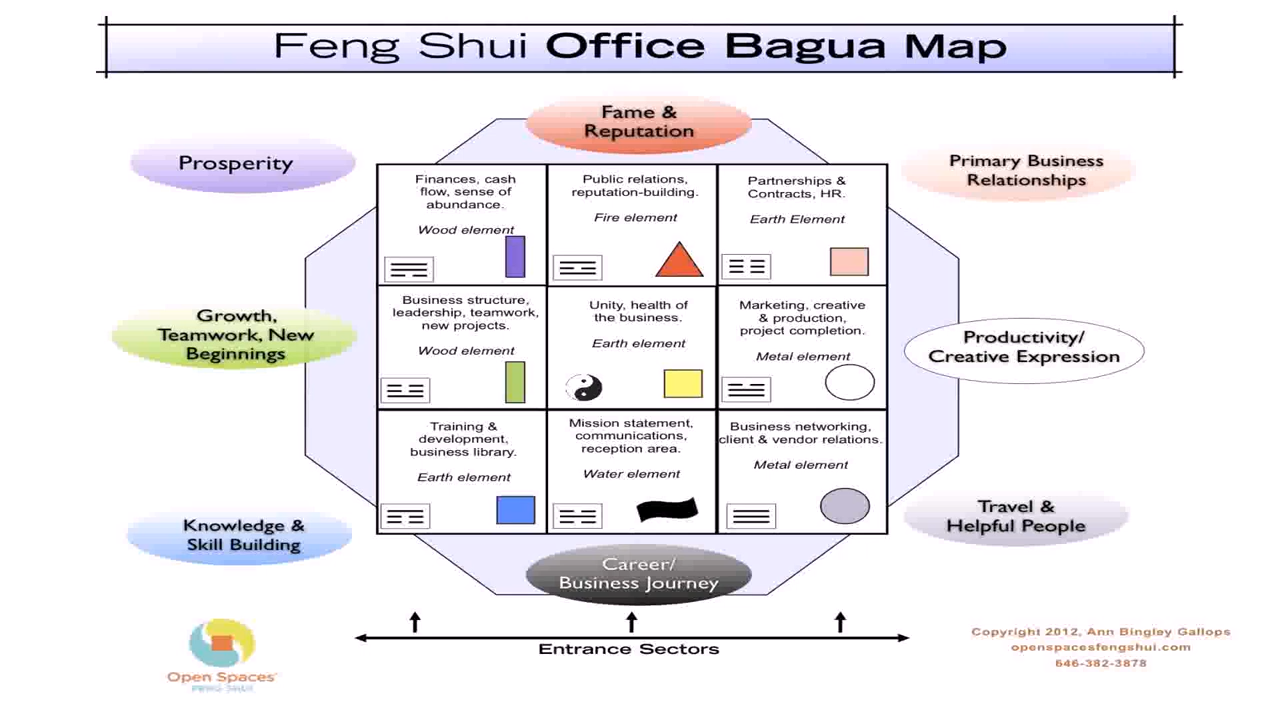 Feng Shui Office Bagua Map
Fame &
Reputation
Prosperity
Primary Business
Relationships
Finances, cash
flow, sense of
abundance.
Wood element
Public relations,
reputation-building.
Fire element
Partnerships &
Contracts, HR.
Earth Element
Growth,
Teamwork, New
Beginnings
Business structure,
leadership, teamwork,
new projects.
Wood element
Unity, health of
the business.
Earth element
Marketing, creative
& production,
project completion.
Metal element
Productivity/
Creative Expression
Training &
development,
business library.
Earth element
Mission statement,
communications,
reception area.
Water element
Business networking,
client & vendor relations.
Metal element
Knowledge &
Skill Building
Travel &
Helpful People
Career/
Business Journey
Entrance Sectors
Open Spaces
FENG SHUI
Copyright 2012, Ann Bingley Gallops
openspacesfengshui.com
646-382-3878